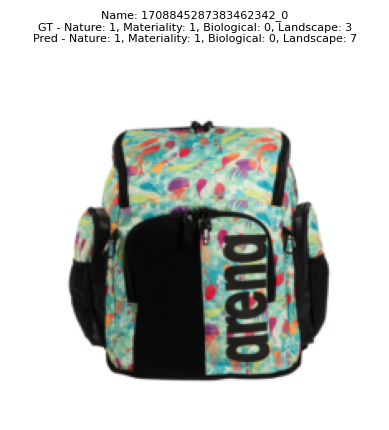 Name: 1708845287383462342_0
GT - Nature: 1, Materiality: 1, Biological: 0, Landscape: 3
Pred - Nature: 1, Materiality: 1, Biological: 0, Landscape: 7
arena